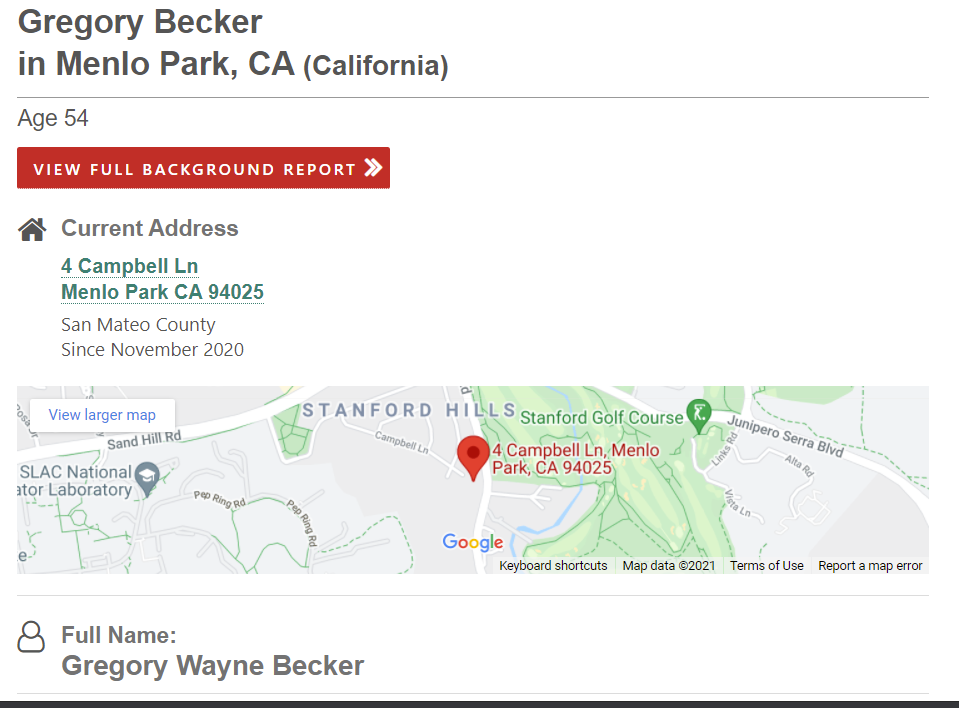 Gregory Becker
in Menlo Park, CA (California)
Age 54
VIEW FULL BACKGROUND REPORT
Current Address
4 Campbell Ln
Menlo Park CA 94025
San Mateo County
Since November 2020
View larger map
Sand Hill Rd
STANFORD HILLS
Stanford Golf Course
Junipero Serra Blvd
Campbell Ln
4 Campbell Ln, Menlo
Park, CA 94025
Links Rd
Alta Rd
SLAC National
ator Laboratory
Pep Ring Rd
Pep Ring Rd
Vista Ln
Google
Keyboard shortcuts Map data ©2021 Terms of Use Report a map error
Full Name:
Gregory Wayne Becker